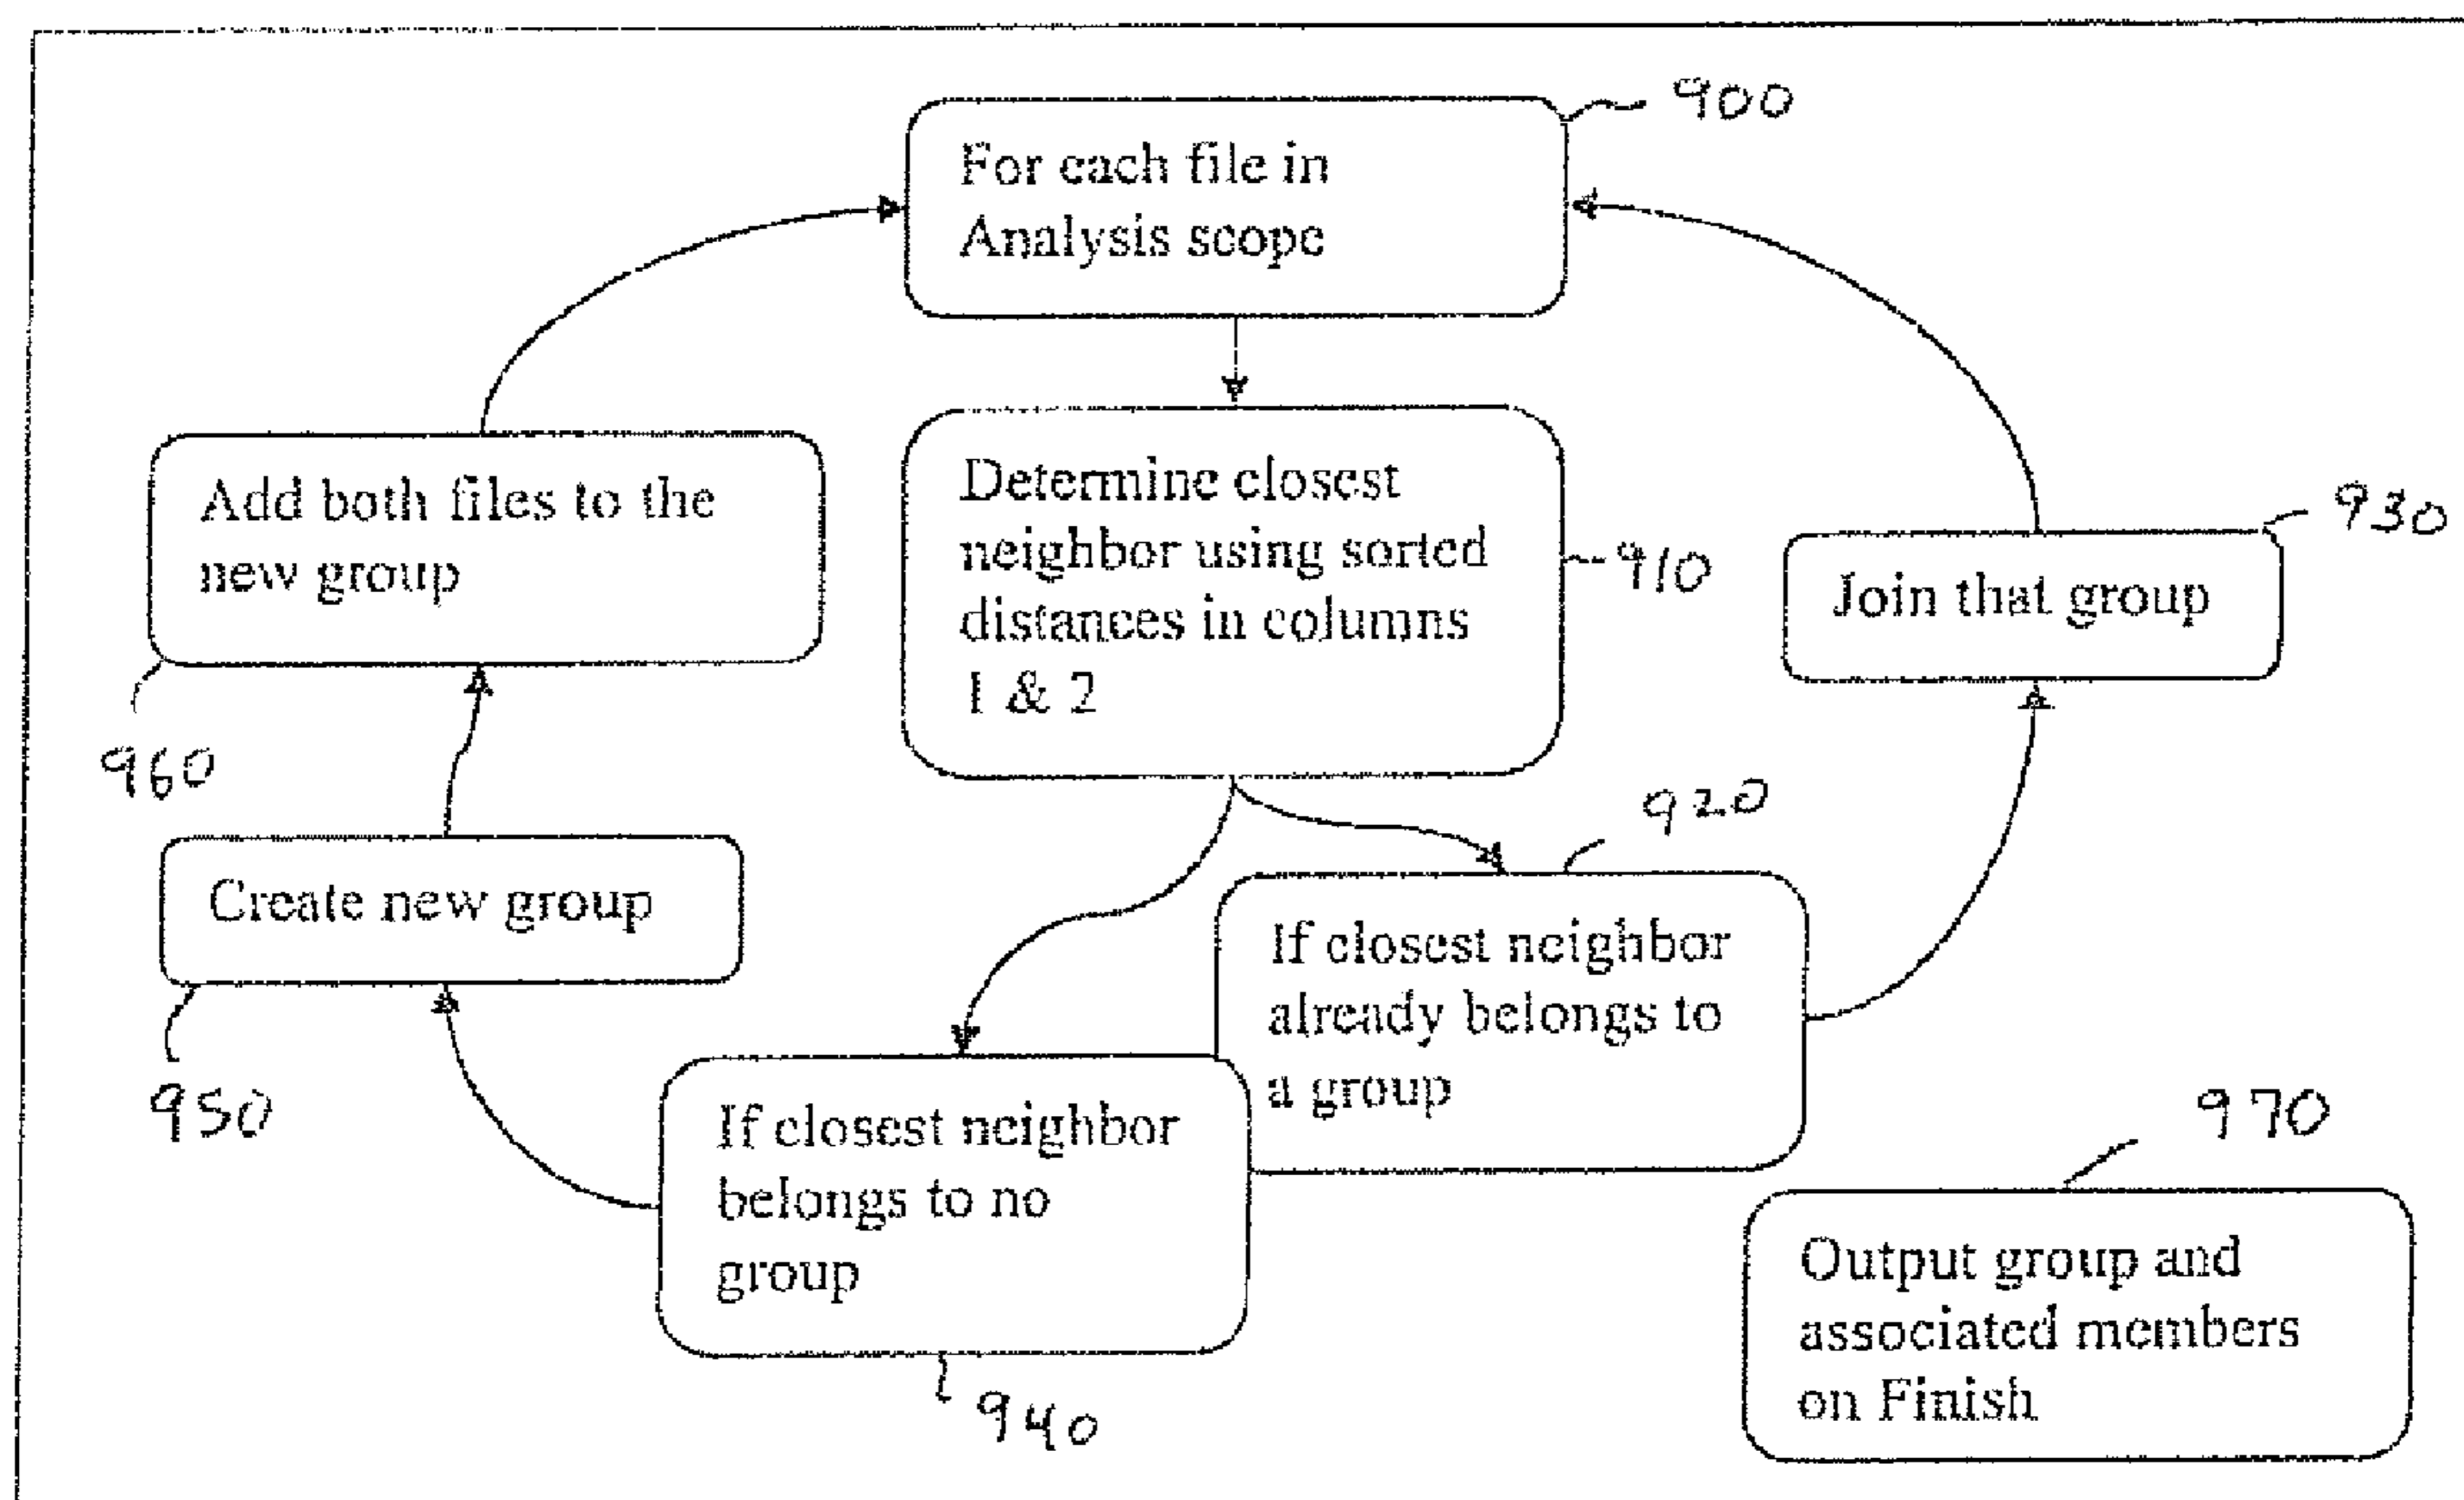 900
For each file in
Analysis scope
Add both files to the
new group
960
Determine closest
neighbor using sorted
distances in columns
1 & 2
910
930
Join that group
920
Create new group
950
If closest neighbor
already belongs to
a group
If closest neighbor
belongs to no
group
940
970
Output group and
associated members
on Finish